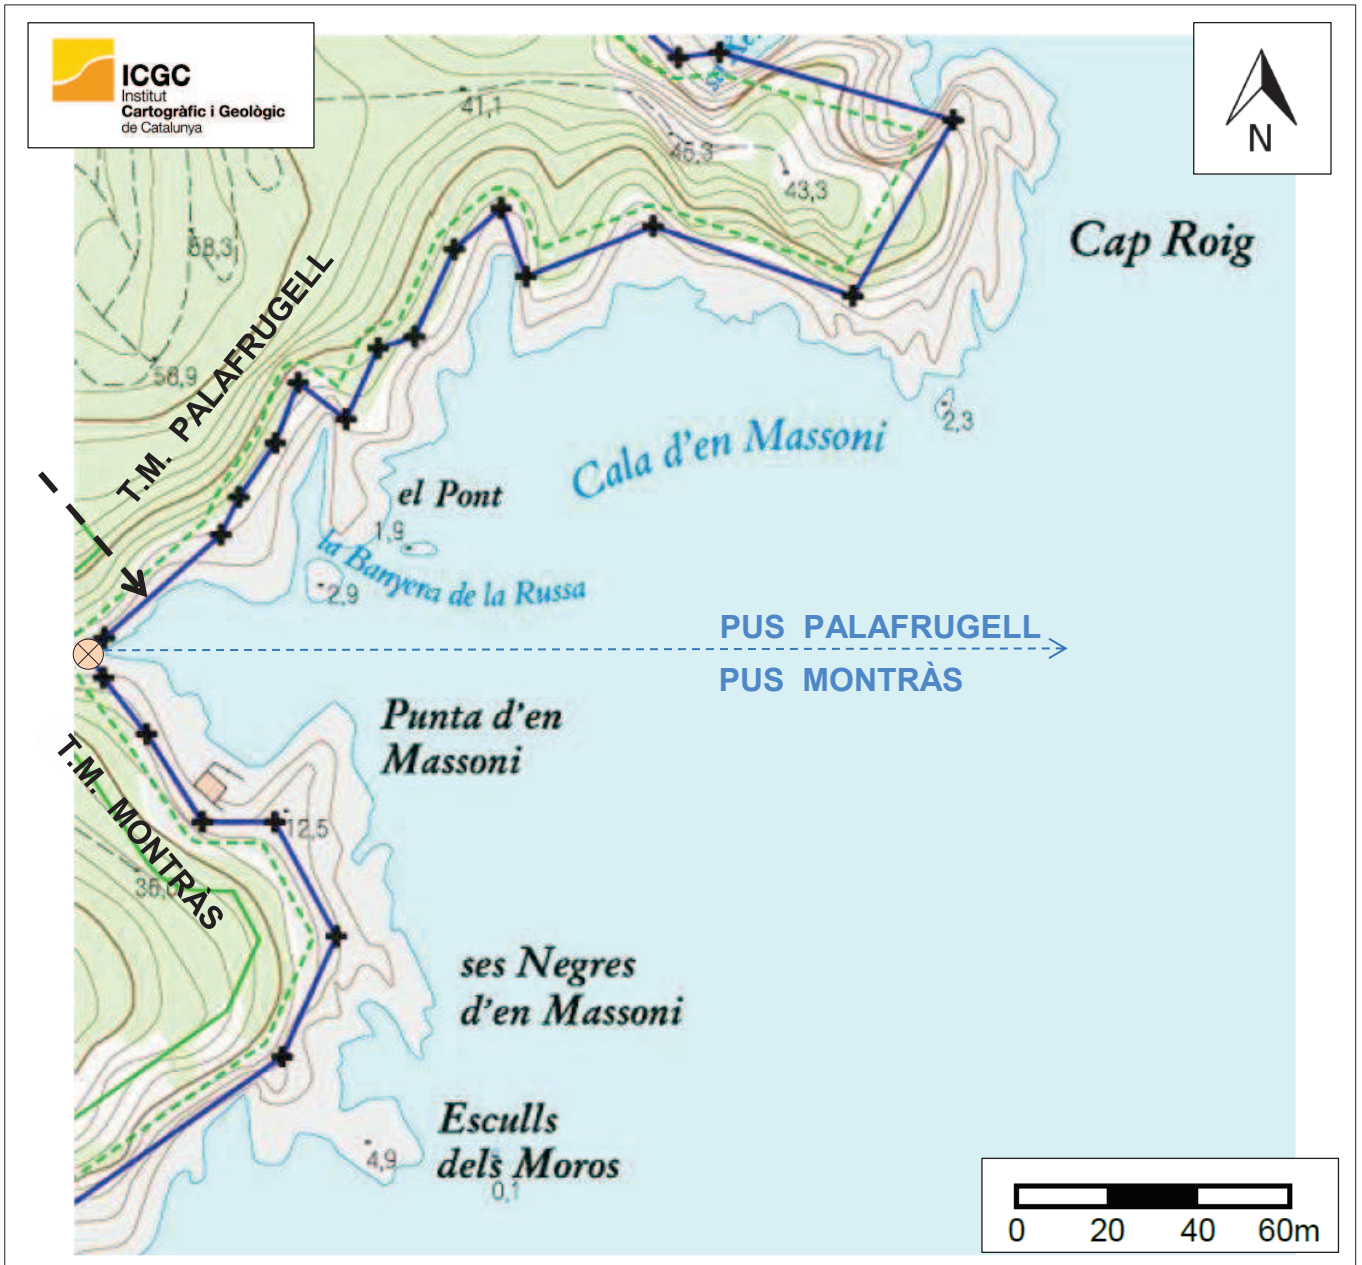 ICGC
Institut
Cartogràfic i Geològic
de Catalunya
N
41,1
46,3
43,3
Cap Roig
T.M. PALAFRUGELL
56,9
2,3
Cala d'en Massoni
el Pont
1,9
la Banyera de la Russa
2,9
PUS PALAFRUGELL
PUS MONTRÀS
Punta d'en
Massoni
T.M. MONTRÀS
12,5
ses Negres
d'en Massoni
Esculls
dels Moros
4,9
0,1
0 20 40 60m